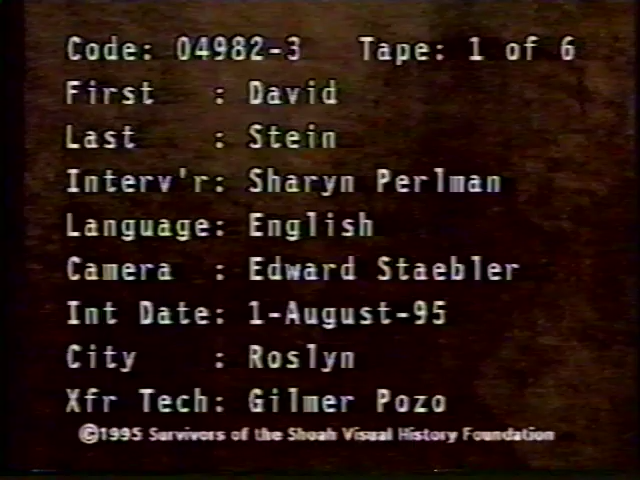 Code: 04982-3 Tape: 1 of 6
First : David
Last : Stein
Interv'r: Sharyn Perlman
Language: English
Camera : Edward Staebler
Int Date: 1-August-95
City : Roslyn
Xfr Tech: Gilmer Pozo
©1995 Survivors of the Shoah Visual History Foundation